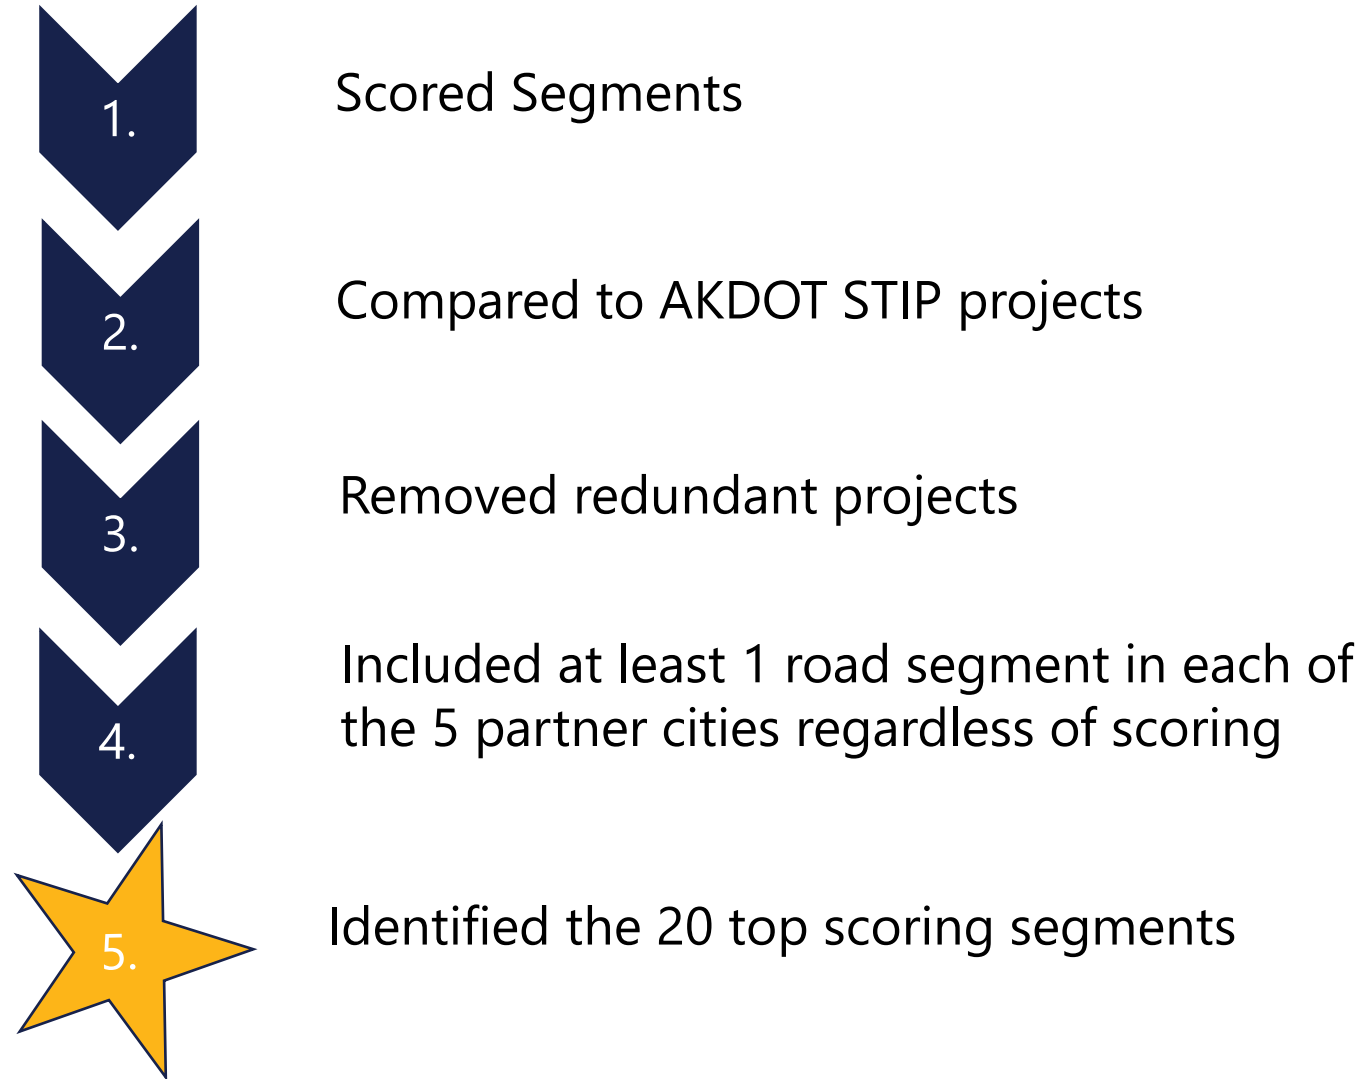 1.
Scored Segments
2.
Compared to AKDOT STIP projects
3.
Removed redundant projects
4.
Included at least 1 road segment in each of
the 5 partner cities regardless of scoring
5.
Identified the 20 top scoring segments